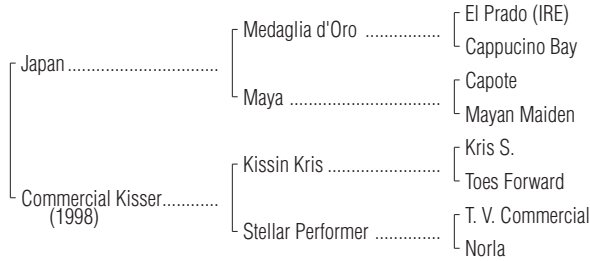 El Prado (IRE)
Medaglia d'Oro ................
Cappucino Bay
Japan ................................
Capote
Maya ................................
Mayan Maiden
Kris S.
Kissin Kris ........................
Toes Forward
Commercial Kisser............
(1998)
T. V. Commercial
Stellar Performer ..............
Norla